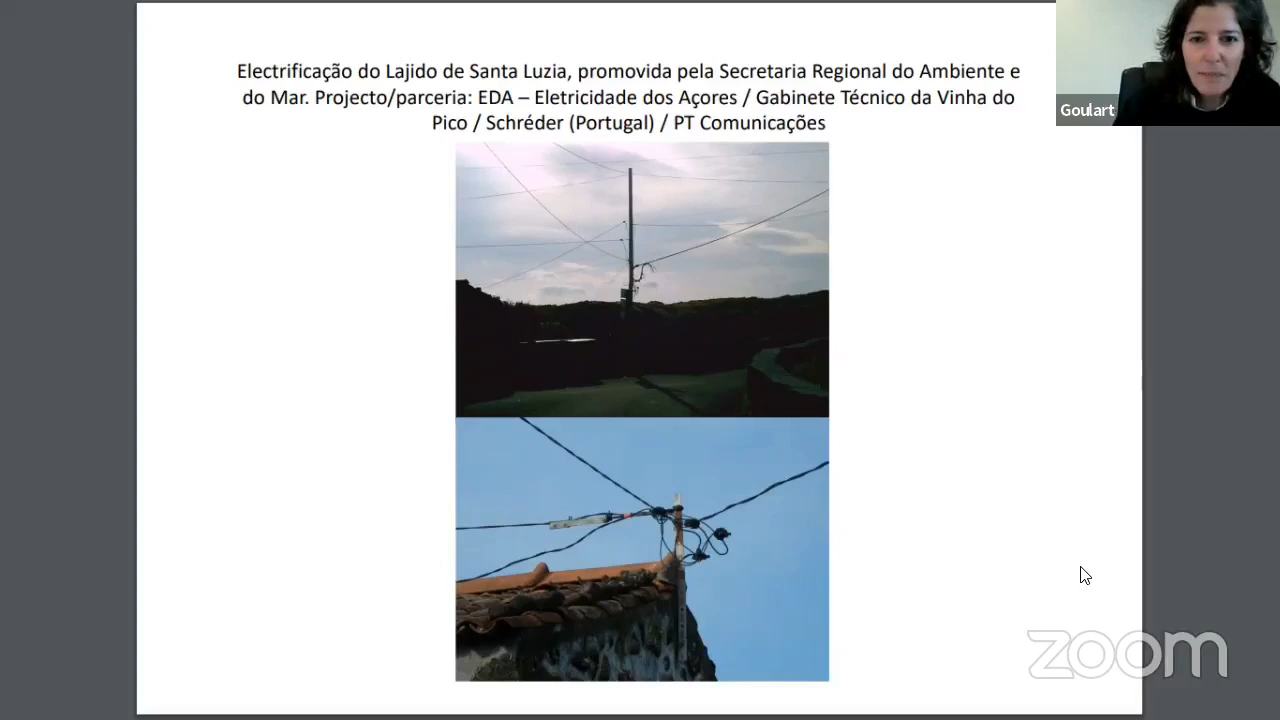 Electrificação do Lajido de Santa Luzia, promovida pela Secretaria Regional do Ambiente e
do Mar. Projecto/parceria: EDA – Eletricidade dos Açores / Gabinete Técnico da Vinha do
Pico / Schréder (Portugal) / PT Comunicações
Goulart
zoom